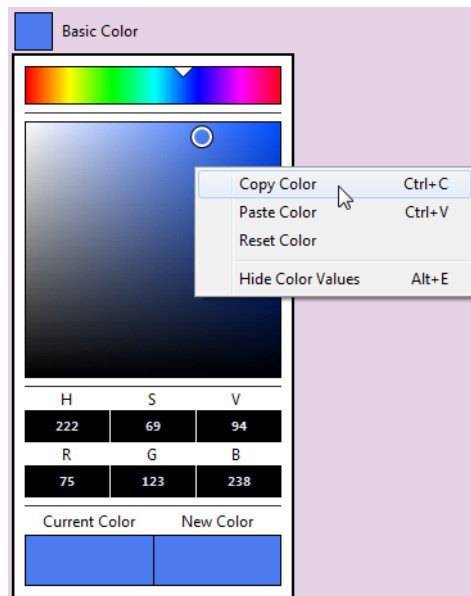 Basic Color
Copy Color Ctrl+C
Paste Color Ctrl+V
Reset Color
Hide Color Values Alt+E
H S V
222 69 94
R G B
75 123 238
Current Color New Color